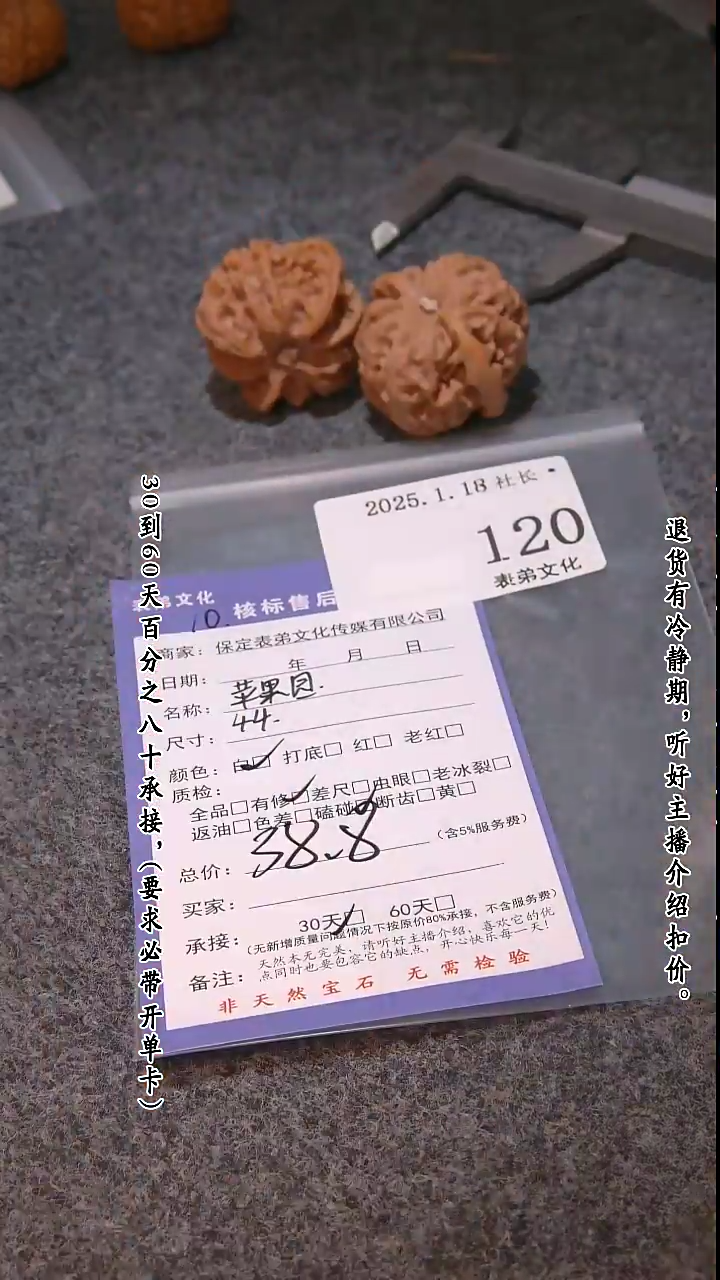 2025.1.18 社长
120
表弟文化
表弟文化
10. 核标售后
商家：保定表弟文化传媒有限公司
日期： 年 月 日
名称：苹果园.
尺寸：44.
颜色：白□ 打底□ 红□ 老红□
质检：
全品□有修□差尺□虫眼□老冰裂□
返油□色差□磕碰□断齿□黄□
总价：38.8（含5%服务费）
买家：
承接：30天□ 60天□
（无新增质量问题情况下按原价80%承接，不含服务费）
备注：天然本无完美，请听好主播介绍，喜欢它的优
点同时也要包容它的缺点，开心快乐每一天！
非天然宝石 无需检验
30到60天百分之八十承接，（要求必带开单卡）
退货有冷静期，听好主播介绍扣价。